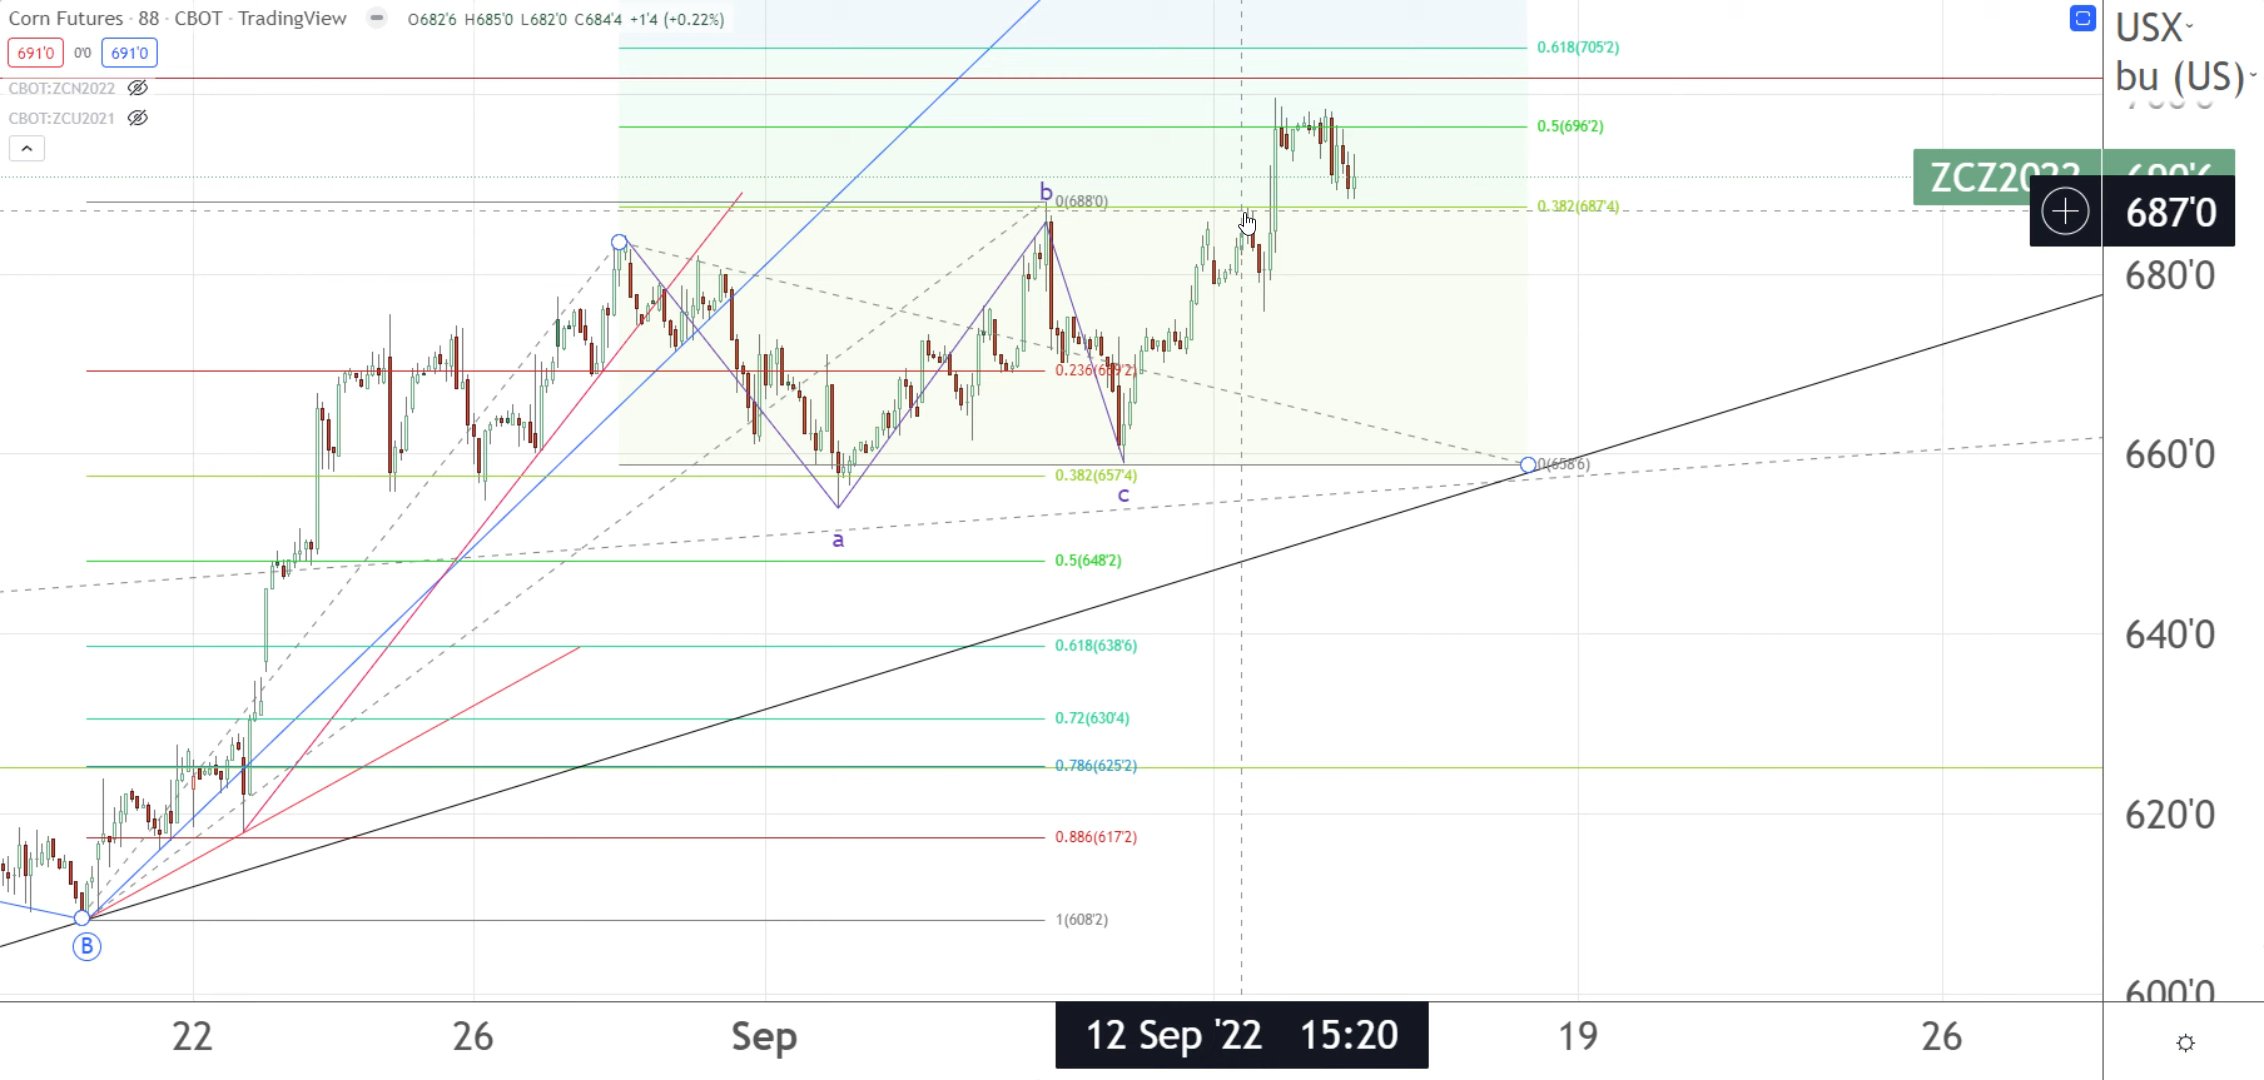 Corn Futures · 88 · CBOT · TradingView O682'6 H685'0 L682'0 C684'4 +1'4 (+0.22%)
691'0 0'0 691'0
CBOT:ZCN2022
CBOT:ZCU2021
USX
bu (US)
0.618(705'2)
0.5(696'2)
b
0(688'0)
0.382(687'4)
687'0
680'0
660'0
640'0
620'0
600'0
0(658'6)
0.382(657'4)
c
a
0.5(648'2)
0.618(638'6)
0.72(630'4)
0.786(625'2)
0.886(617'2)
1(608'2)
B
22 26 Sep 12 Sep '22 15:20 19 26